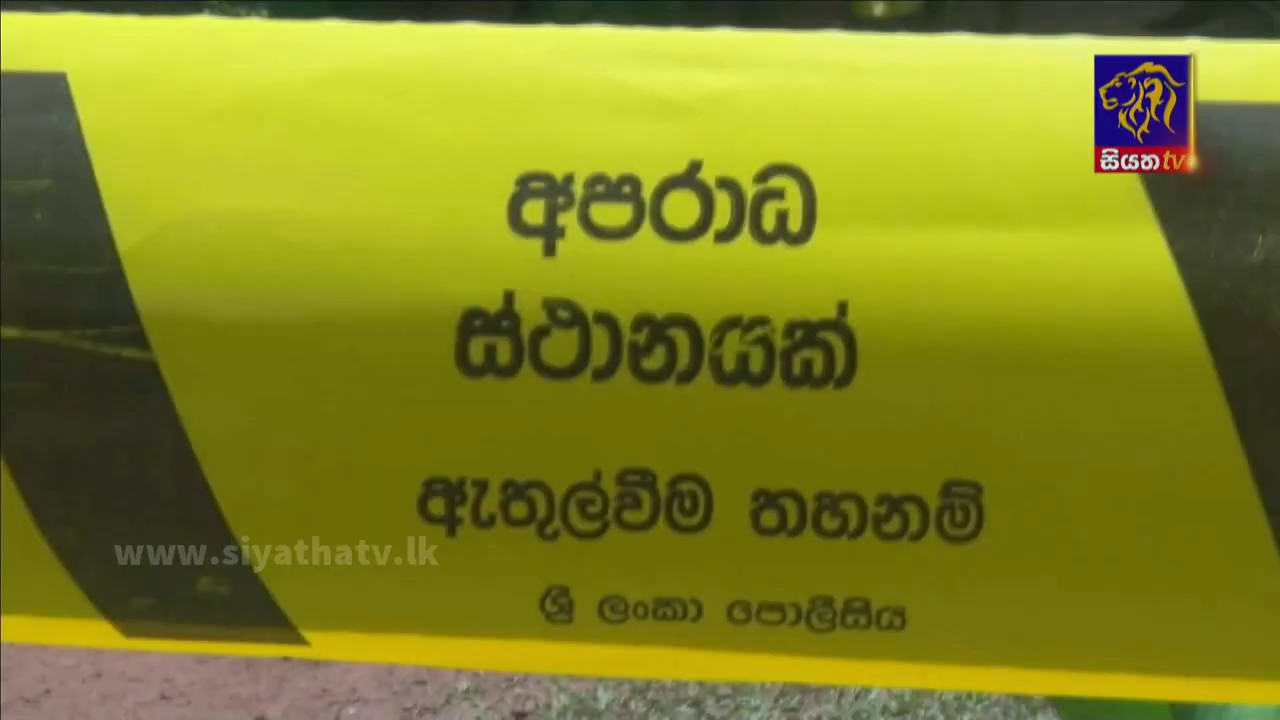 සියත tv
අපරාධ
ස්ථානයක්
ඇතුල්වීම තහනම්
www.siyathatv.lk
ශ්‍රී ලංකා පොලීසිය